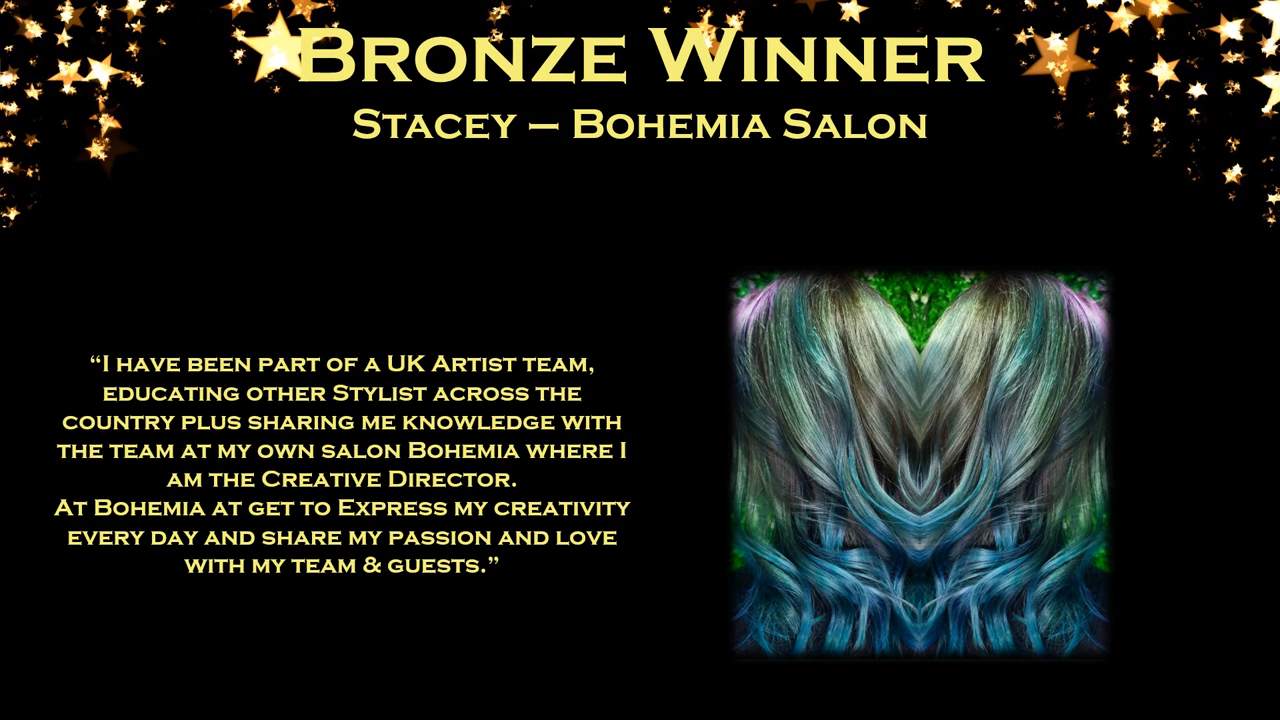 Bronze Winner
Stacey – Bohemia Salon
“I have been part of a UK Artist team,
educating other Stylist across the
country plus sharing me knowledge with
the team at my own salon Bohemia where I
am the Creative Director.
At Bohemia at get to Express my creativity
every day and share my passion and love
with my team & guests.”